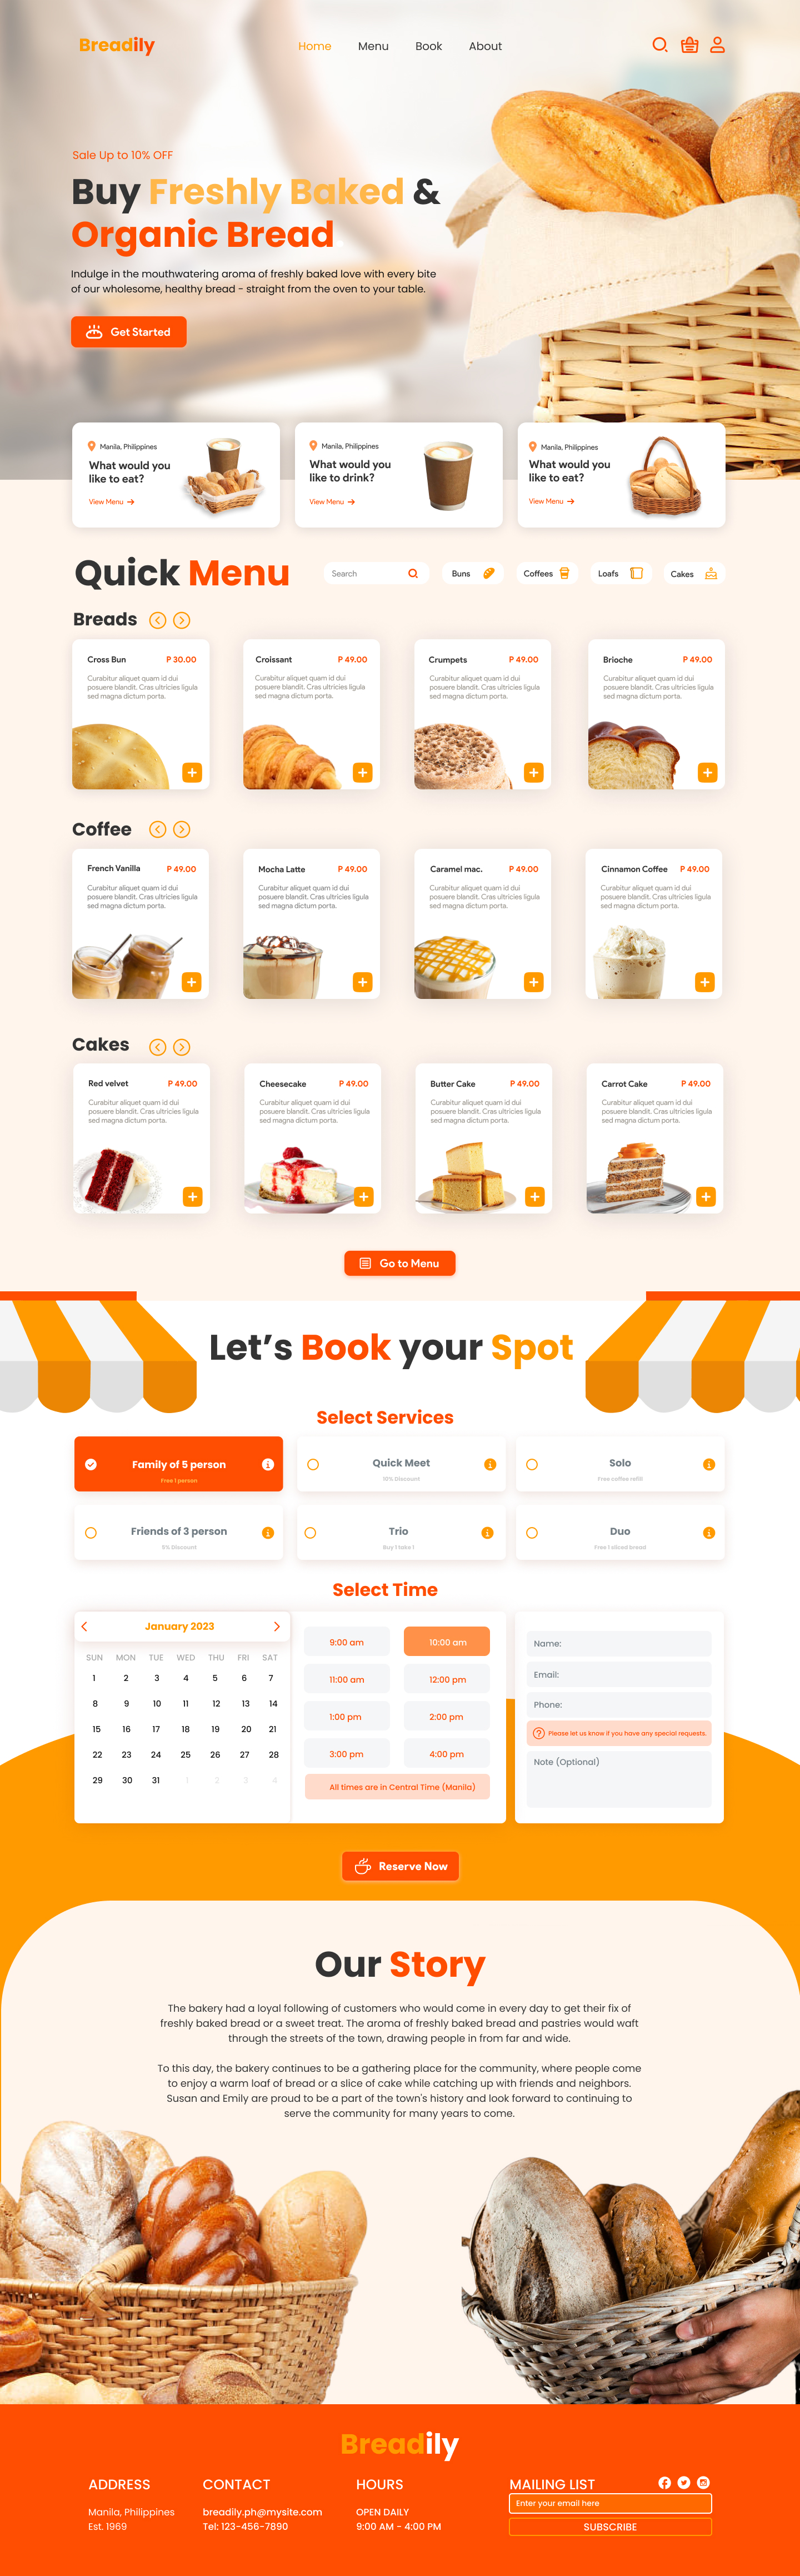 Breadily
Home Menu Book About
Sale Up to 10% OFF
Buy Freshly Baked &
Organic Bread.
Indulge in the mouthwatering aroma of freshly baked love with every bite
of our wholesome, healthy bread - straight from the oven to your table.
Get Started
Manila, Philippines
What would you
like to eat?
View Menu
Manila, Philippines
What would you
like to drink?
View Menu
Manila, Philippines
What would you
like to eat?
View Menu
Quick Menu
Search
Buns
Coffees
Loafs
Cakes
Breads
Cross Bun P 30.00
Curabitur aliquet quam id dui
posuere blandit. Cras ultricies ligula
sed magna dictum porta.
Croissant P 49.00
Curabitur aliquet quam id dui
posuere blandit. Cras ultricies ligula
sed magna dictum porta.
Crumpets P 49.00
Curabitur aliquet quam id dui
posuere blandit. Cras ultricies ligula
sed magna dictum porta.
Brioche P 49.00
Curabitur aliquet quam id dui
posuere blandit. Cras ultricies ligula
sed magna dictum porta.
Coffee
French Vanilla P 49.00
Curabitur aliquet quam id dui
posuere blandit. Cras ultricies ligula
sed magna dictum porta.
Mocha Latte P 49.00
Curabitur aliquet quam id dui
posuere blandit. Cras ultricies ligula
sed magna dictum porta.
Caramel mac. P 49.00
Curabitur aliquet quam id dui
posuere blandit. Cras ultricies ligula
sed magna dictum porta.
Cinnamon Coffee P 49.00
Curabitur aliquet quam id dui
posuere blandit. Cras ultricies ligula
sed magna dictum porta.
Cakes
Red velvet P 49.00
Curabitur aliquet quam id dui
posuere blandit. Cras ultricies ligula
sed magna dictum porta.
Cheesecake P 49.00
Curabitur aliquet quam id dui
posuere blandit. Cras ultricies ligula
sed magna dictum porta.
Butter Cake P 49.00
Curabitur aliquet quam id dui
posuere blandit. Cras ultricies ligula
sed magna dictum porta.
Carrot Cake P 49.00
Curabitur aliquet quam id dui
posuere blandit. Cras ultricies ligula
sed magna dictum porta.
Go to Menu
Let’s Book your Spot
Select Services
Family of 5 person
Free 1 person
Quick Meet
10% Discount
Solo
Free coffee refill
Friends of 3 person
5% Discount
Trio
Buy 1 take 1
Duo
Free 1 sliced bread
Select Time
January 2023
SUN MON TUE WED THU FRI SAT
1 2 3 4 5 6 7
8 9 10 11 12 13 14
15 16 17 18 19 20 21
22 23 24 25 26 27 28
29 30 31 1 2 3 4
9:00 am 10:00 am
11:00 am 12:00 pm
1:00 pm 2:00 pm
3:00 pm 4:00 pm
All times are in Central Time (Manila)
Name:
Email:
Phone:
Please let us know if you have any special requests.
Note (Optional)
Reserve Now
Our Story
The bakery had a loyal following of customers who would come in every day to get their fix of
freshly baked bread or a sweet treat. The aroma of freshly baked bread and pastries would waft
through the streets of the town, drawing people in from far and wide.
To this day, the bakery continues to be a gathering place for the community, where people come
to enjoy a warm loaf of bread or a slice of cake while catching up with friends and neighbors.
Susan and Emily are proud to be a part of the town's history and look forward to continuing to
serve the community for many years to come.
Breadily
ADDRESS
Manila, Philippines
Est. 1969
CONTACT
breadily.ph@mysite.com
Tel: 123-456-7890
HOURS
OPEN DAILY
9:00 AM - 4:00 PM
MAILING LIST
Enter your email here
SUBSCRIBE